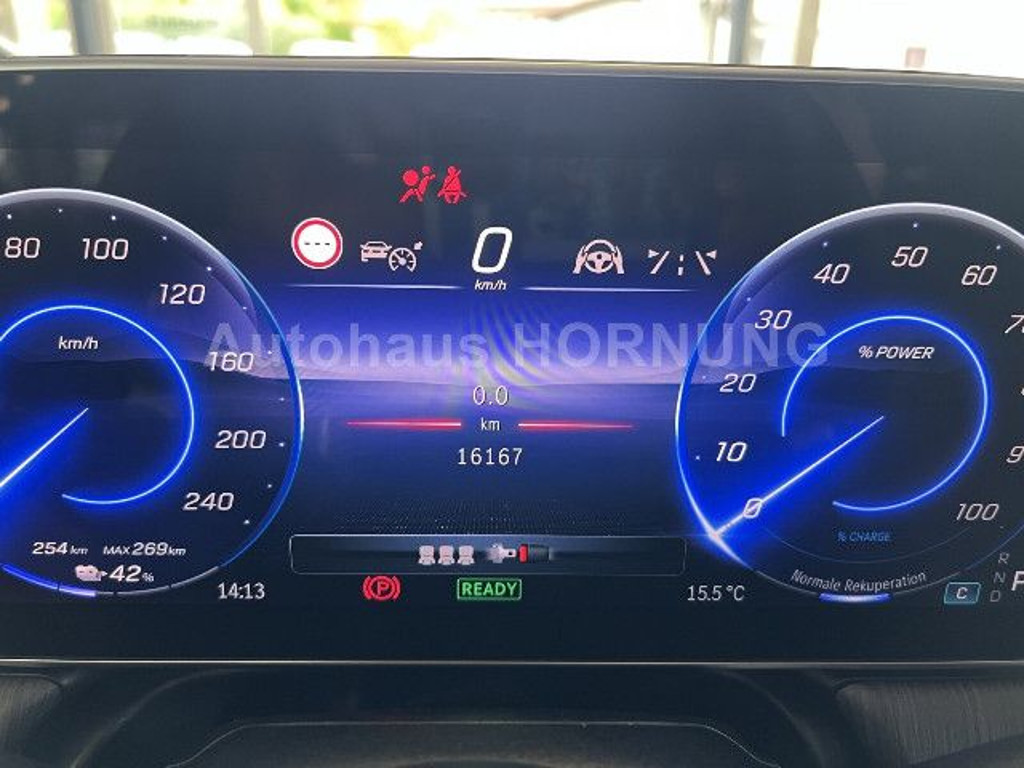 80 100 120 160 200 240
km/h
254 km MAX 269 km
42 %
14:13
---
0
km/h
Autohaus HORNUNG
0.0
km
16167
P
READY
15.5 °C
0 10 20 30 40 50 60 100
% POWER
% CHARGE
Normale Rekuperation
C
R
N
D
P